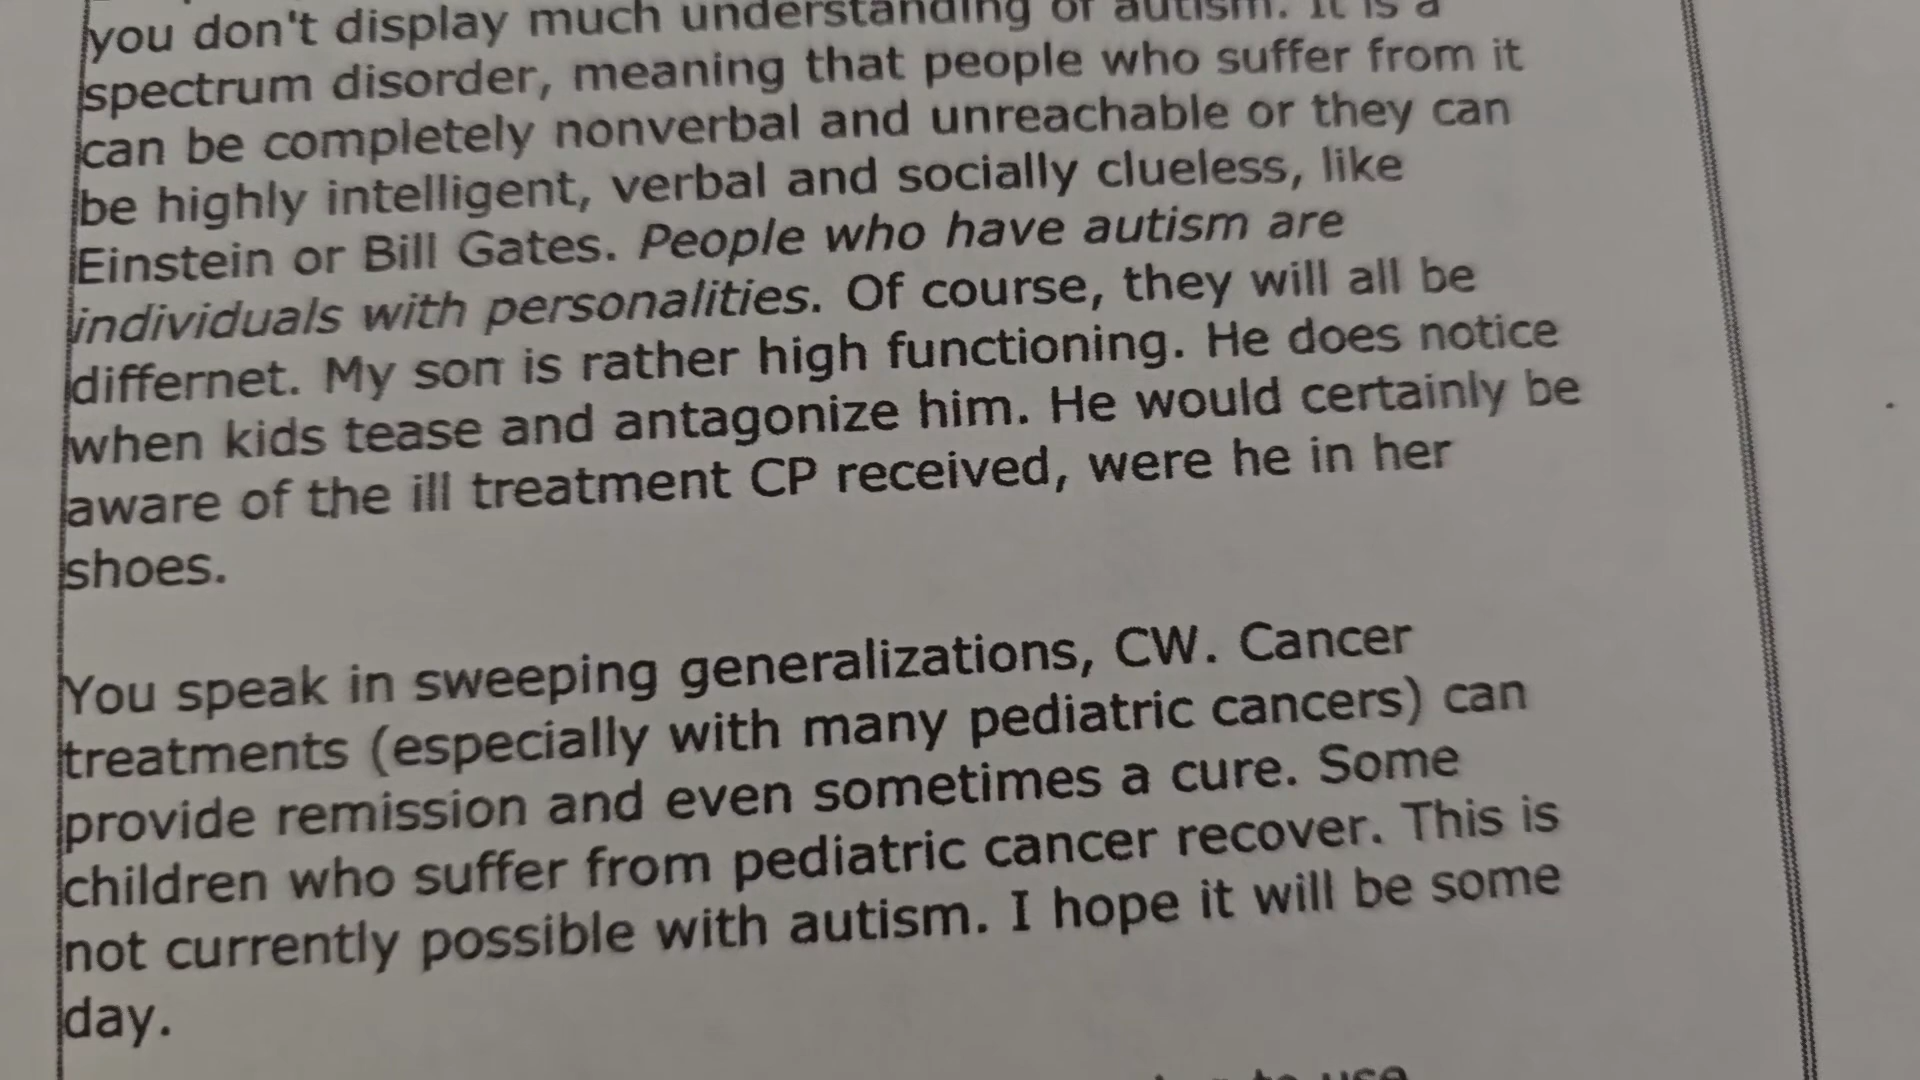 you don't display much understanding of autism. It is a
spectrum disorder, meaning that people who suffer from it
can be completely nonverbal and unreachable or they can
be highly intelligent, verbal and socially clueless, like
Einstein or Bill Gates. People who have autism are
individuals with personalities. Of course, they will all be
differnet. My son is rather high functioning. He does notice
when kids tease and antagonize him. He would certainly be
aware of the ill treatment CP received, were he in her
shoes.
You speak in sweeping generalizations, CW. Cancer
treatments (especially with many pediatric cancers) can
provide remission and even sometimes a cure. Some
children who suffer from pediatric cancer recover. This is
not currently possible with autism. I hope it will be some
day.
to use